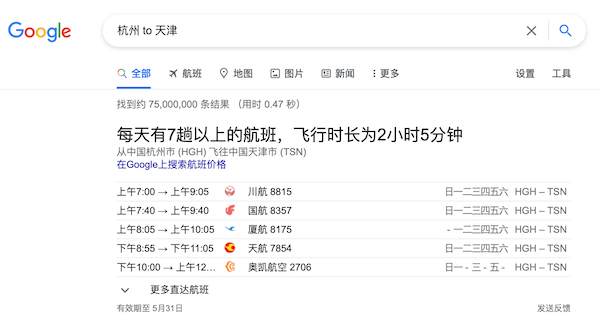 Google
杭州 to 天津
全部 航班 地图 图片 新闻 更多 设置 工具
找到约 75,000,000 条结果 （用时 0.47 秒）
每天有7趟以上的航班，飞行时长为2小时5分钟
从中国杭州市 (HGH) 飞往中国天津市 (TSN)
在Google上搜索航班价格
上午7:00 → 上午9:05 川航 8815 日一二三四五六 HGH – TSN
上午7:40 → 上午9:40 国航 8357 日一二三四五六 HGH – TSN
上午8:05 → 上午10:05 厦航 8175 - 一二三四五六 HGH – TSN
下午8:55 → 下午11:05 天航 7854 日一二三四五六 HGH – TSN
下午10:00 → 上午12... 奥凯航空 2706 日一 - 三 - 五 - HGH – TSN
更多直达航班
有效期至 5月31日 发送反馈